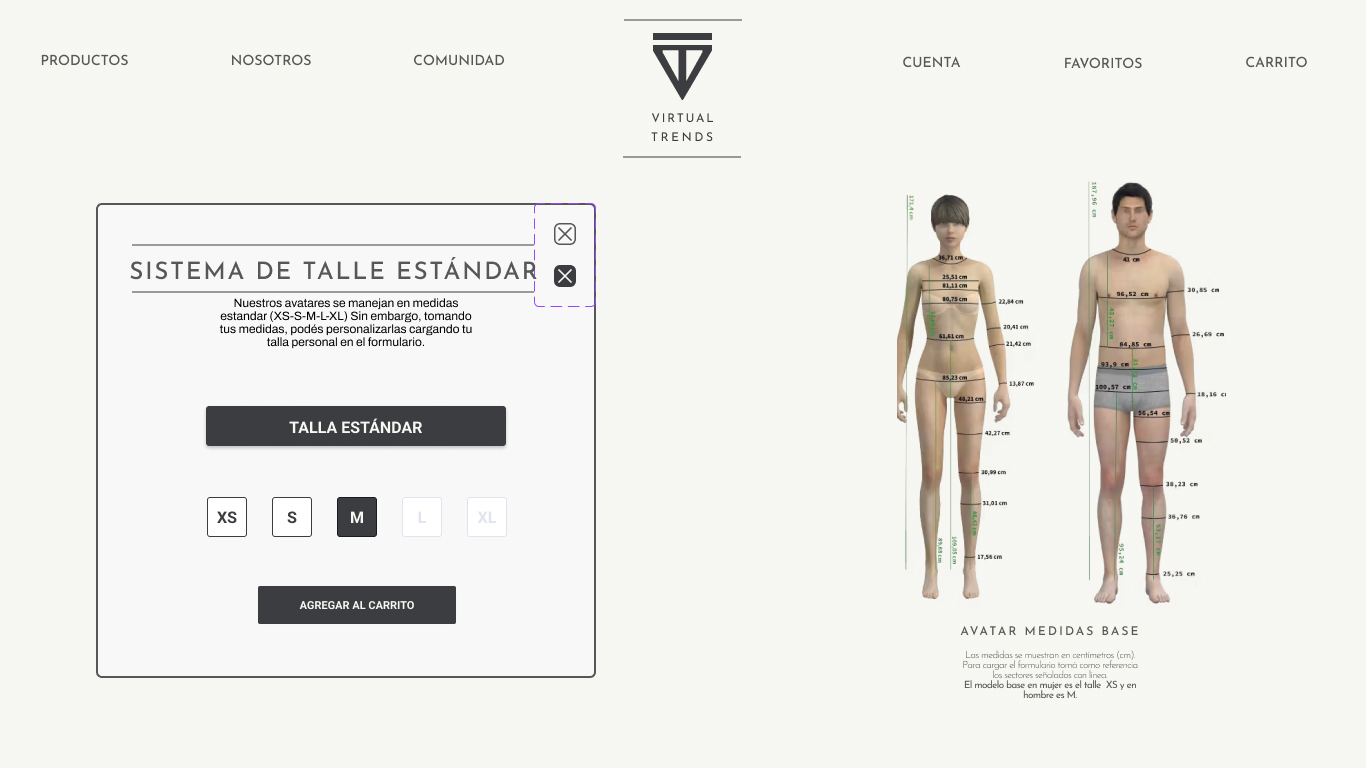 PRODUCTOS
NOSOTROS
COMUNIDAD
VIRTUAL
TRENDS
CUENTA
FAVORITOS
CARRITO
SISTEMA DE TALLE ESTÁNDAR
Nuestros avatares se manejan en medidas
estandar (XS-S-M-L-XL) Sin embargo, tomando
tus medidas, podés personalizarlas cargando tu
talla personal en el formulario.
TALLA ESTÁNDAR
XS
S
M
L
XL
AGREGAR AL CARRITO
36,71 cm
25,51 cm
81,11 cm
80,75 cm
22,84 cm
20,41 cm
61,61 cm
21,42 cm
85,23 cm
13,87 cm
48,21 cm
42,27 cm
30,99 cm
31,01 cm
17,56 cm
187,96 cm
41 cm
30,85 cm
96,52 cm
26,69 cm
84,85 cm
93,9 cm
100,57 cm
18,16 c
56,54 cm
50,52 cm
38,23 cm
36,76 cm
25,25 cm
AVATAR MEDIDAS BASE
Las medidas se muestran en centímetros (cm).
Para cargar el formulario tomá como referencia
los sectores señalados con linea.
El modelo base en mujer es el talle XS y en
hombre es M.